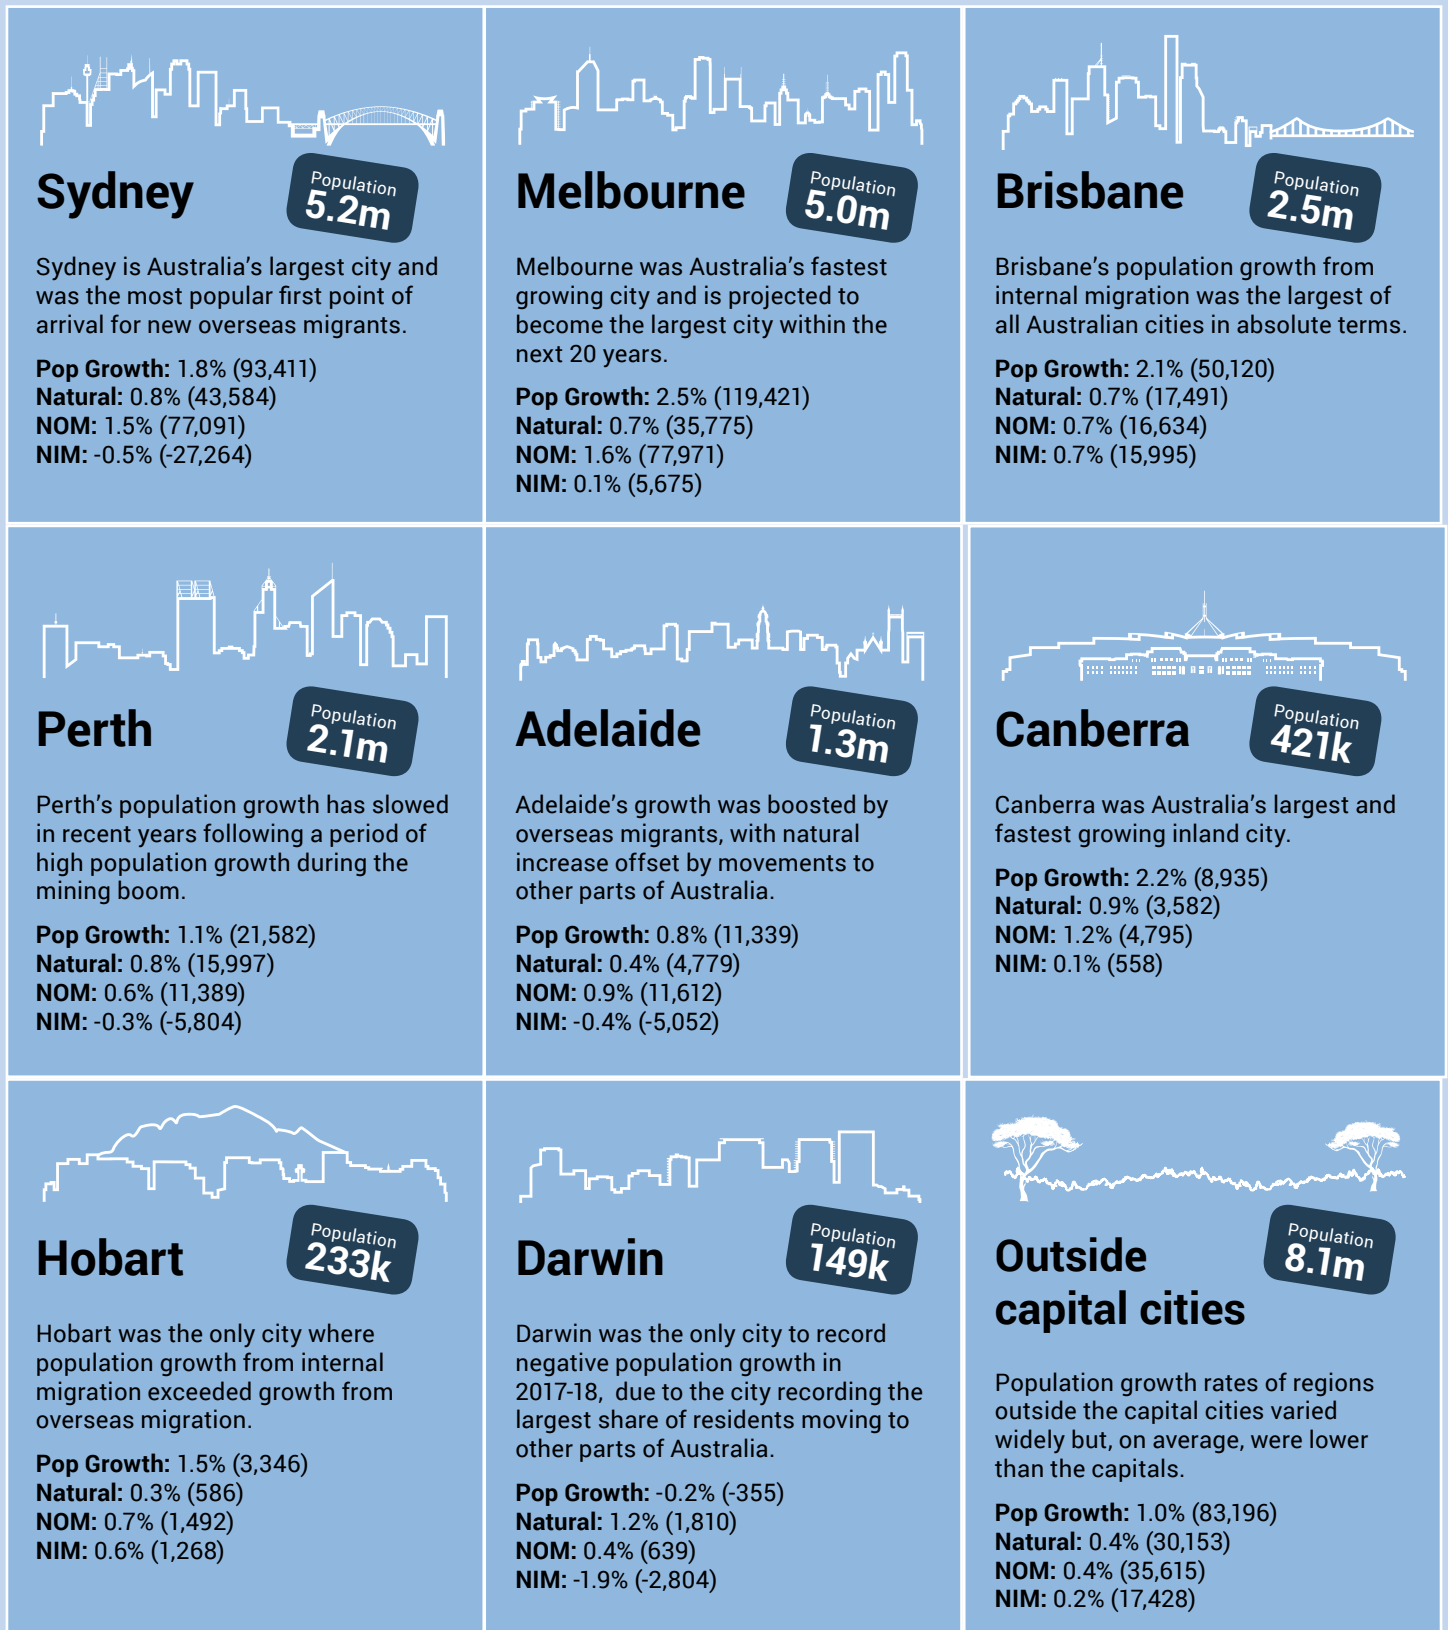 Sydney
Population
5.2m
Sydney is Australia's largest city and
was the most popular first point of
arrival for new overseas migrants.
Pop Growth: 1.8% (93,411)
Natural: 0.8% (43,584)
NOM: 1.5% (77,091)
NIM: -0.5% (-27,264)
Melbourne
Population
5.0m
Melbourne was Australia's fastest
growing city and is projected to
become the largest city within the
next 20 years.
Pop Growth: 2.5% (119,421)
Natural: 0.7% (35,775)
NOM: 1.6% (77,971)
NIM: 0.1% (5,675)
Brisbane
Population
2.5m
Brisbane's population growth from
internal migration was the largest of
all Australian cities in absolute terms.
Pop Growth: 2.1% (50,120)
Natural: 0.7% (17,491)
NOM: 0.7% (16,634)
NIM: 0.7% (15,995)
Perth
Population
2.1m
Perth's population growth has slowed
in recent years following a period of
high population growth during the
mining boom.
Pop Growth: 1.1% (21,582)
Natural: 0.8% (15,997)
NOM: 0.6% (11,389)
NIM: -0.3% (-5,804)
Adelaide
Population
1.3m
Adelaide's growth was boosted by
overseas migrants, with natural
increase offset by movements to
other parts of Australia.
Pop Growth: 0.8% (11,339)
Natural: 0.4% (4,779)
NOM: 0.9% (11,612)
NIM: -0.4% (-5,052)
Canberra
Population
421k
Canberra was Australia's largest and
fastest growing inland city.
Pop Growth: 2.2% (8,935)
Natural: 0.9% (3,582)
NOM: 1.2% (4,795)
NIM: 0.1% (558)
Hobart
Population
233k
Hobart was the only city where
population growth from internal
migration exceeded growth from
overseas migration.
Pop Growth: 1.5% (3,346)
Natural: 0.3% (586)
NOM: 0.7% (1,492)
NIM: 0.6% (1,268)
Darwin
Population
149k
Darwin was the only city to record
negative population growth in
2017-18, due to the city recording the
largest share of residents moving to
other parts of Australia.
Pop Growth: -0.2% (-355)
Natural: 1.2% (1,810)
NOM: 0.4% (639)
NIM: -1.9% (-2,804)
Outside
capital cities
Population
8.1m
Population growth rates of regions
outside the capital cities varied
widely but, on average, were lower
than the capitals.
Pop Growth: 1.0% (83,196)
Natural: 0.4% (30,153)
NOM: 0.4% (35,615)
NIM: 0.2% (17,428)